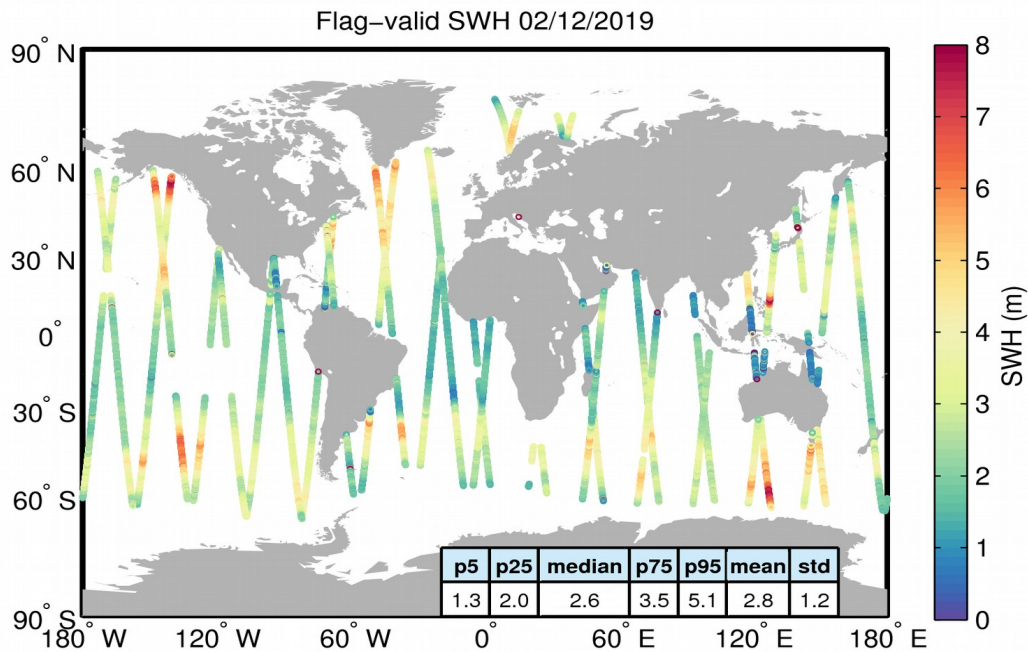 Flag−valid SWH 02/12/2019
90° N
60° N
30° N
0°
30° S
60° S
90° S
180° W
120° W
60° W
0°
60° E
120° E
180° E
p5 p25 median p75 p95 mean std
1.3 2.0 2.6 3.5 5.1 2.8 1.2
8
7
6
5
4
3
2
1
0
SWH (m)